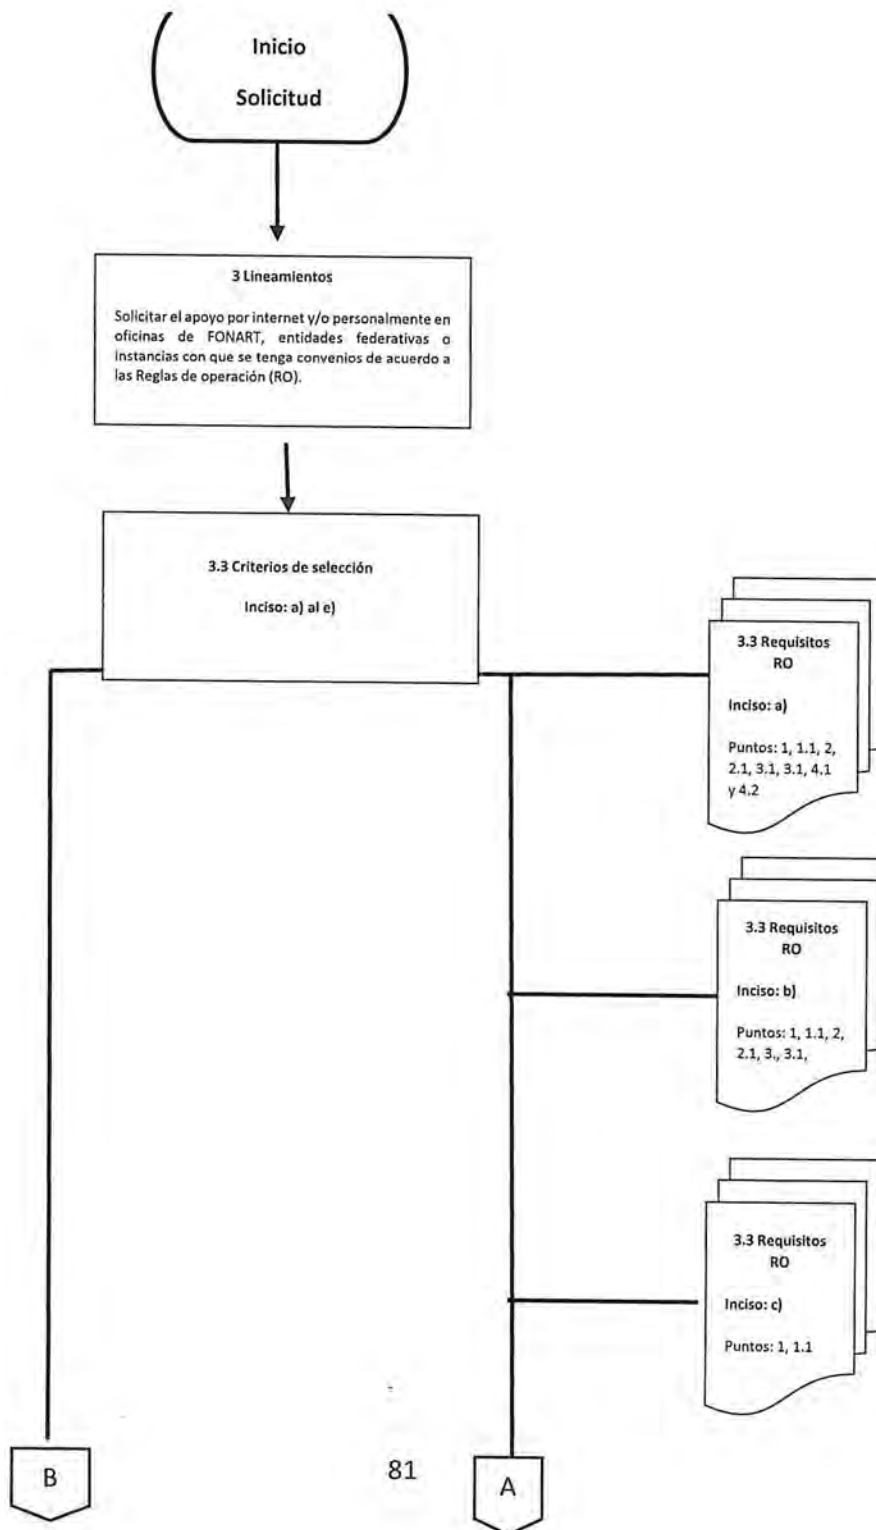 Inicio
Solicitud
3 Lineamientos
Solicitar el apoyo por internet y/o personalmente en
oficinas de FONART, entidades federativas o
instancias con que se tenga convenios de acuerdo a
las Reglas de operación (RO).
3.3 Criterios de selección
Inciso: a) al e)
3.3 Requisitos
RO
Inciso: a)
Puntos: 1, 1.1, 2,
2.1, 3.1, 3.1, 4.1
y 4.2
3.3 Requisitos
RO
Inciso: b)
Puntos: 1, 1.1, 2,
2.1, 3., 3.1,
3.3 Requisitos
RO
Inciso: c)
Puntos: 1, 1.1
B
81
A